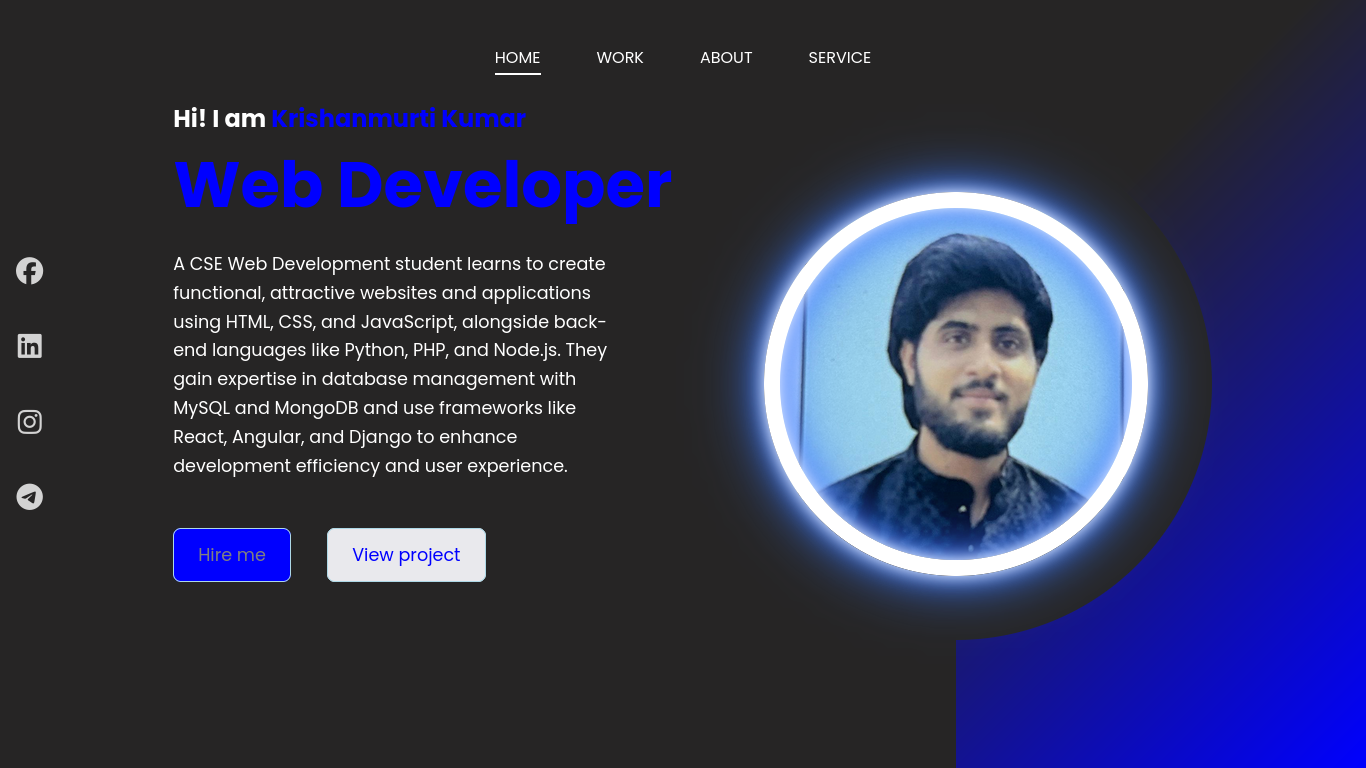 HOME WORK ABOUT SERVICE
Hi! I am Krishanmurti Kumar
Web Developer
A CSE Web Development student learns to create
functional, attractive websites and applications
using HTML, CSS, and JavaScript, alongside back-
end languages like Python, PHP, and Node.js. They
gain expertise in database management with
MySQL and MongoDB and use frameworks like
React, Angular, and Django to enhance
development efficiency and user experience.
Hire me View project